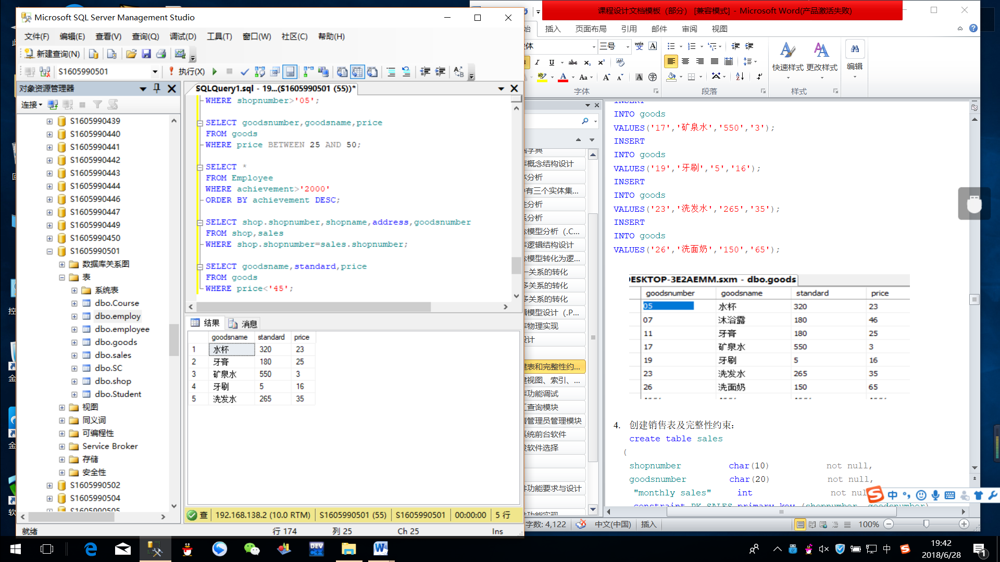 Microsoft SQL Server Management Studio
文件(F) 编辑(E) 查看(V) 查询(Q) 调试(D) 工具(T) 窗口(W) 社区(C) 帮助(H)
新建查询(N)
S1605990501 执行(X)
对象资源管理器
连接
S1605990439
S1605990440
S1605990441
S1605990442
S1605990443
S1605990444
S1605990446
S1605990447
S1605990449
S1605990450
S1605990501
数据库关系图
表
系统表
dbo.Course
dbo.employ
dbo.employee
dbo.goods
dbo.sales
dbo.SC
dbo.shop
dbo.Student
视图
同义词
可编程性
Service Broker
存储
安全性
S1605990502
S1605990504
S1605990505
SQLQuery1.sql - 19...(S1605990501 (55))*
WHERE shopnumber>'05';
SELECT goodsnumber,goodsname,price
FROM goods
WHERE price BETWEEN 25 AND 50;
SELECT *
FROM Employee
WHERE achievement>'2000'
ORDER BY achievement DESC;
SELECT shop.shopnumber,shopname,address,goodsnumber
FROM shop,sales
WHERE shop.shopnumber=sales.shopnumber;
SELECT goodsname,standard,price
FROM goods
WHERE price<'45';
结果 消息
goodsname standard price
1 水杯 320 23
2 牙膏 180 25
3 矿泉水 550 3
4 牙刷 5 16
5 洗发水 265 35
查 192.168.138.2 (10.0 RTM) S1605990501 (55) S1605990501 00:00:00 5 行
就绪 行 174 列 25 Ch 25 Ins
课程设计文档模板（部分） [兼容模式] - Microsoft Word(产品激活失败)
始 插入 页面布局 引用 邮件 审阅 视图
体 三号
快速样式 更改样式 编辑
字体 段落 样式
字典
概念结构设计
分析
有三个实体集...
性分析
系分析
模型分析（.C...
逻辑结构设计
模型转化为逻...
一关系的转化
多关系的转化
多关系的转化
辑模型设计（.P...
物理实现
设计
建表和完整性约...
建视图、索引、...
功能调试
查询模块
管理员管理模块
系统前台软件
发软件选择
件功能要求与设计
件功能实现
INSERT
INTO goods
VALUES('17','矿泉水','550','3');
INSERT
INTO goods
VALUES('19','牙刷','5','16');
INSERT
INTO goods
VALUES('23','洗发水','265','35');
INSERT
INTO goods
VALUES('26','洗面奶','150','65');
DESKTOP-3E2AEMM.sxm - dbo.goods
goodsnumber goodsname standard price
05 水杯 320 23
07 沐浴露 180 46
11 牙膏 180 25
17 矿泉水 550 3
19 牙刷 5 16
23 洗发水 265 35
26 洗面奶 150 65
4. 创建销售表及完整性约束:
create table sales
(
shopnumber char(10) not null,
goodsnumber char(20) not null,
"monthly sales" int not nul
constraint PK_SALES primary key (shopnumber, goodsnumber)
中
字数: 4,122 中文(中国) 插入 100%
DEV
C++
中
19:42
2018/6/28
1